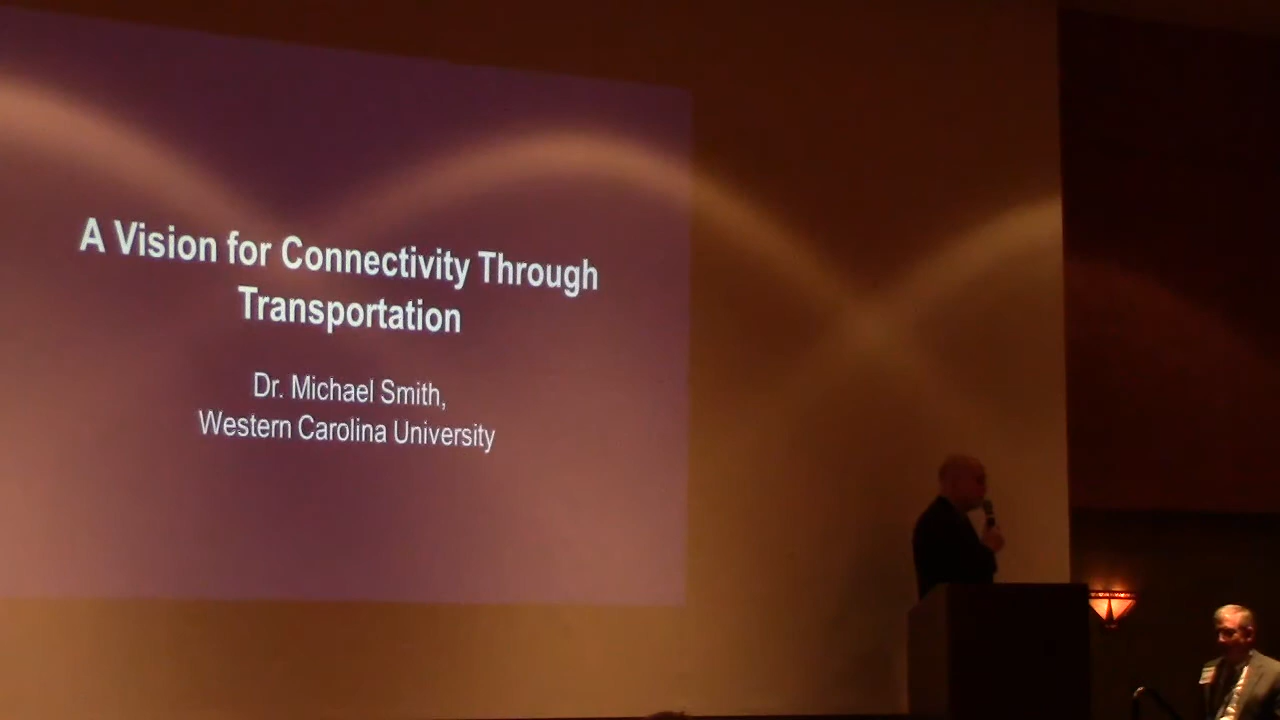 A Vision for Connectivity Through
Transportation
Dr. Michael Smith,
Western Carolina University